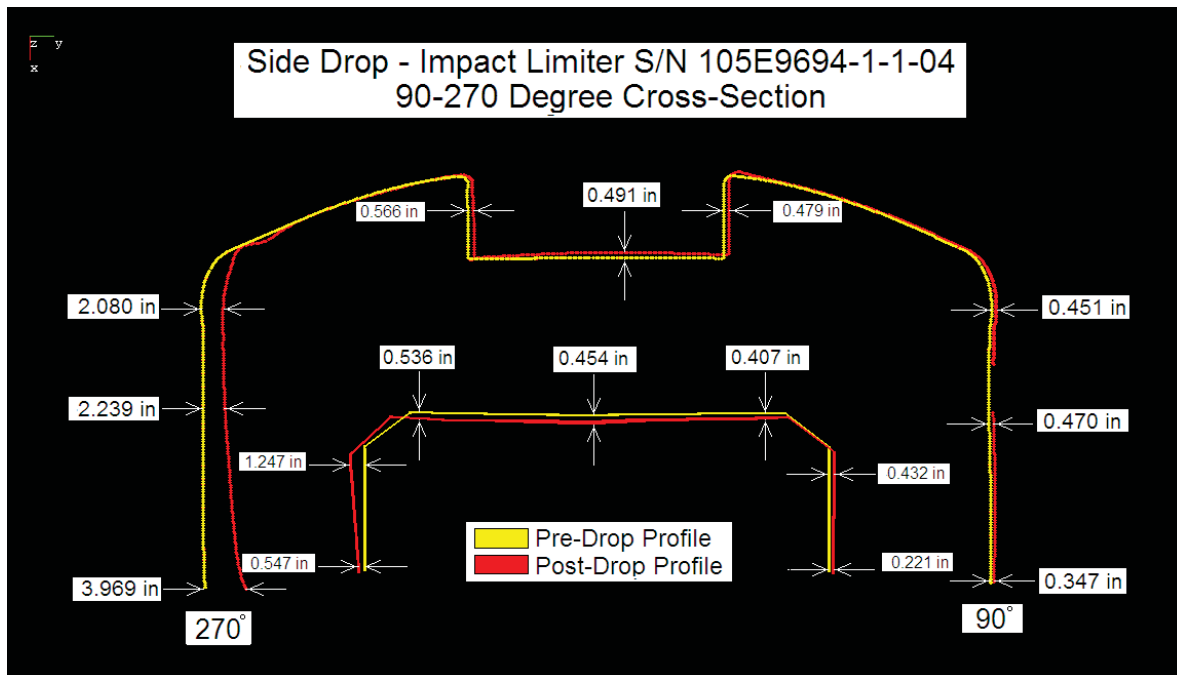 z y
x
Side Drop - Impact Limiter S/N 105E9694-1-1-04
90-270 Degree Cross-Section
0.491 in
0.566 in
0.479 in
2.080 in
0.451 in
0.536 in
0.454 in
0.407 in
2.239 in
0.470 in
1.247 in
0.432 in
Pre-Drop Profile
Post-Drop Profile
0.547 in
0.221 in
3.969 in
0.347 in
270°
90°